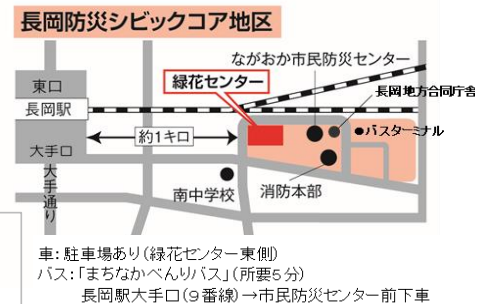 長岡防災シビックコア地区
ながおか市民防災センター
緑花センター
東口
長岡地方合同庁舎
長岡駅
約1キロ
バスターミナル
大手口
大手通り
南中学校
消防本部
車：駐車場あり（緑花センター東側）
バス：「まちなかべんりバス」（所要５分）
長岡駅大手口（９番線）→市民防災センター前下車